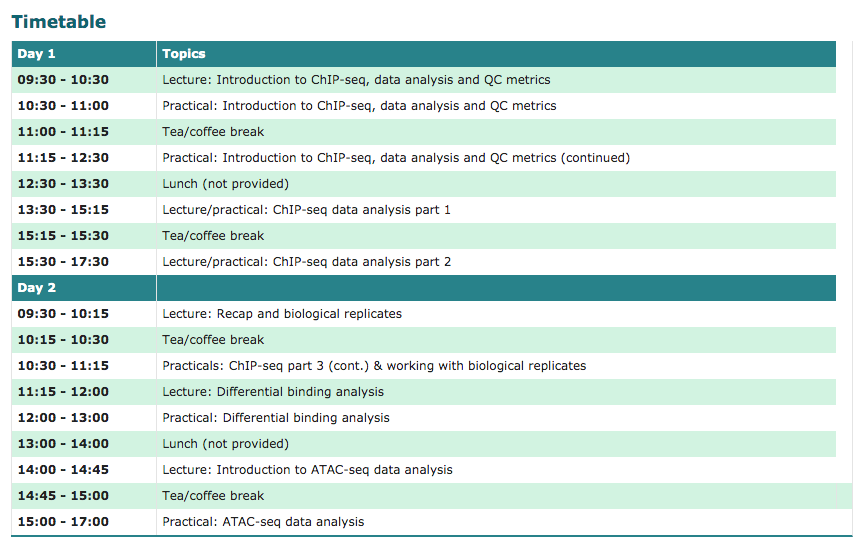 Timetable
Day 1 Topics
09:30 - 10:30 Lecture: Introduction to ChIP-seq, data analysis and QC metrics
10:30 - 11:00 Practical: Introduction to ChIP-seq, data analysis and QC metrics
11:00 - 11:15 Tea/coffee break
11:15 - 12:30 Practical: Introduction to ChIP-seq, data analysis and QC metrics (continued)
12:30 - 13:30 Lunch (not provided)
13:30 - 15:15 Lecture/practical: ChIP-seq data analysis part 1
15:15 - 15:30 Tea/coffee break
15:30 - 17:30 Lecture/practical: ChIP-seq data analysis part 2
Day 2
09:30 - 10:15 Lecture: Recap and biological replicates
10:15 - 10:30 Tea/coffee break
10:30 - 11:15 Practicals: ChIP-seq part 3 (cont.) & working with biological replicates
11:15 - 12:00 Lecture: Differential binding analysis
12:00 - 13:00 Practical: Differential binding analysis
13:00 - 14:00 Lunch (not provided)
14:00 - 14:45 Lecture: Introduction to ATAC-seq data analysis
14:45 - 15:00 Tea/coffee break
15:00 - 17:00 Practical: ATAC-seq data analysis